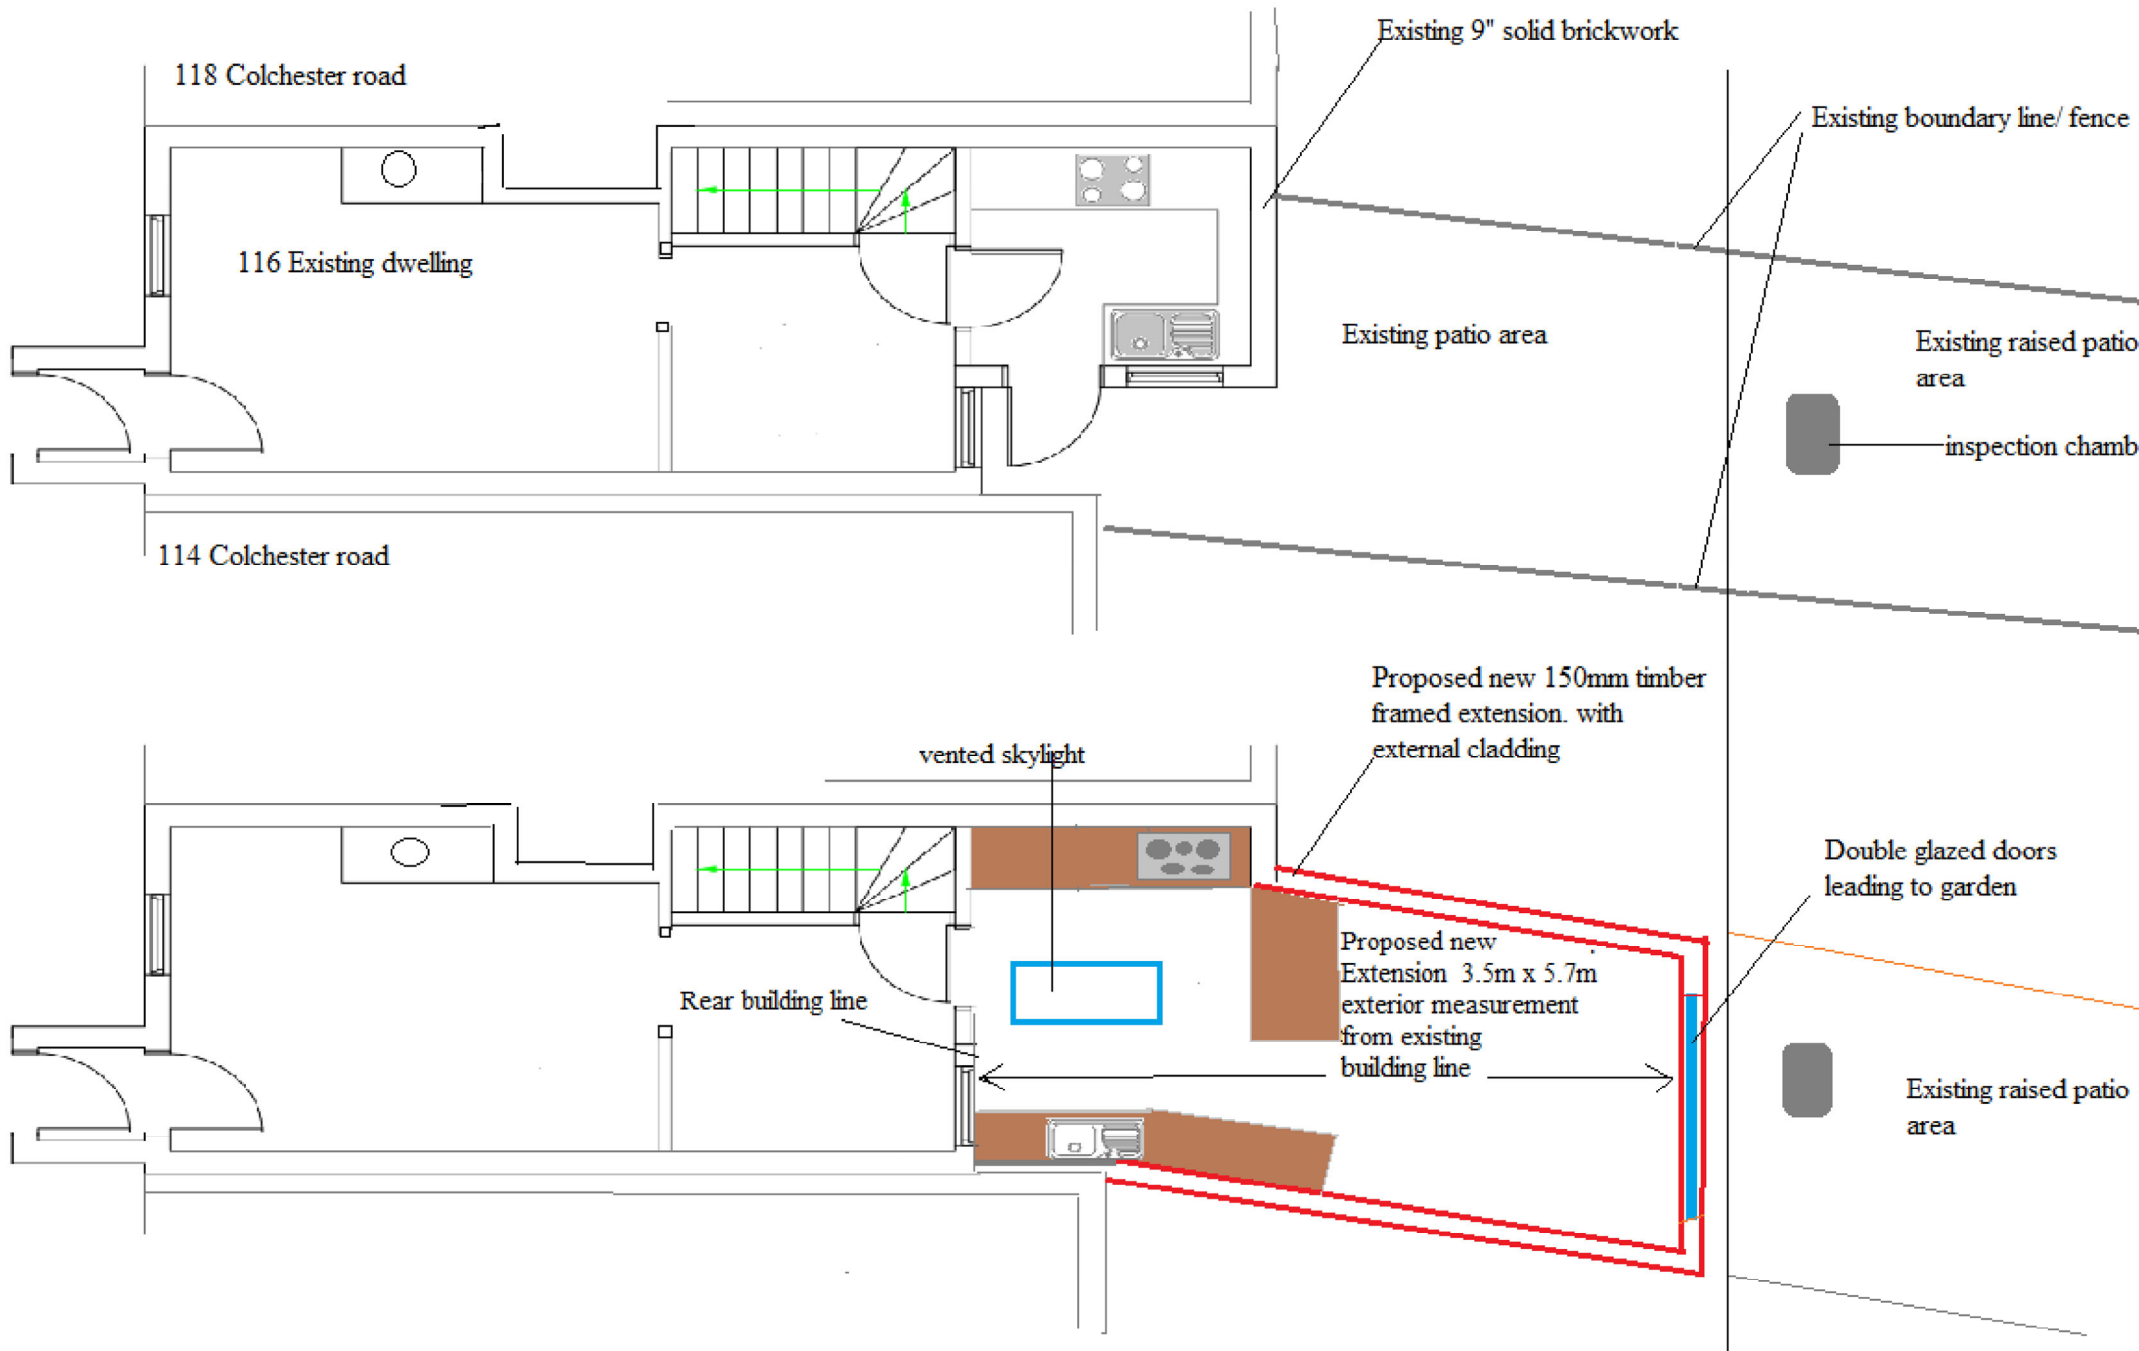 Existing 9" solid brickwork
118 Colchester road
Existing boundary line/ fence
116 Existing dwelling
Existing patio area
Existing raised patio
area
inspection chamb
114 Colchester road
Proposed new 150mm timber
framed extension. with
external cladding
vented skylight
Double glazed doors
leading to garden
Proposed new
Extension 3.5m x 5.7m
exterior measurement
from existing
building line
Rear building line
Existing raised patio
area